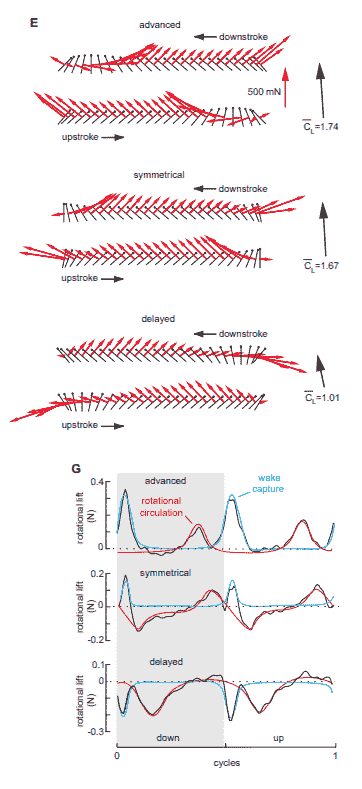 E
advanced
downstroke
500 mN
C̅L=1.74
upstroke
symmetrical
downstroke
C̅L=1.67
upstroke
delayed
downstroke
C̅L=1.01
upstroke
G
advanced
wake
capture
rotational
circulation
rotational lift
(N)
0.4
0
symmetrical
rotational lift
(N)
0.2
0
-0.2
delayed
rotational lift
(N)
0.1
0
-0.3
down
up
0
1
cycles